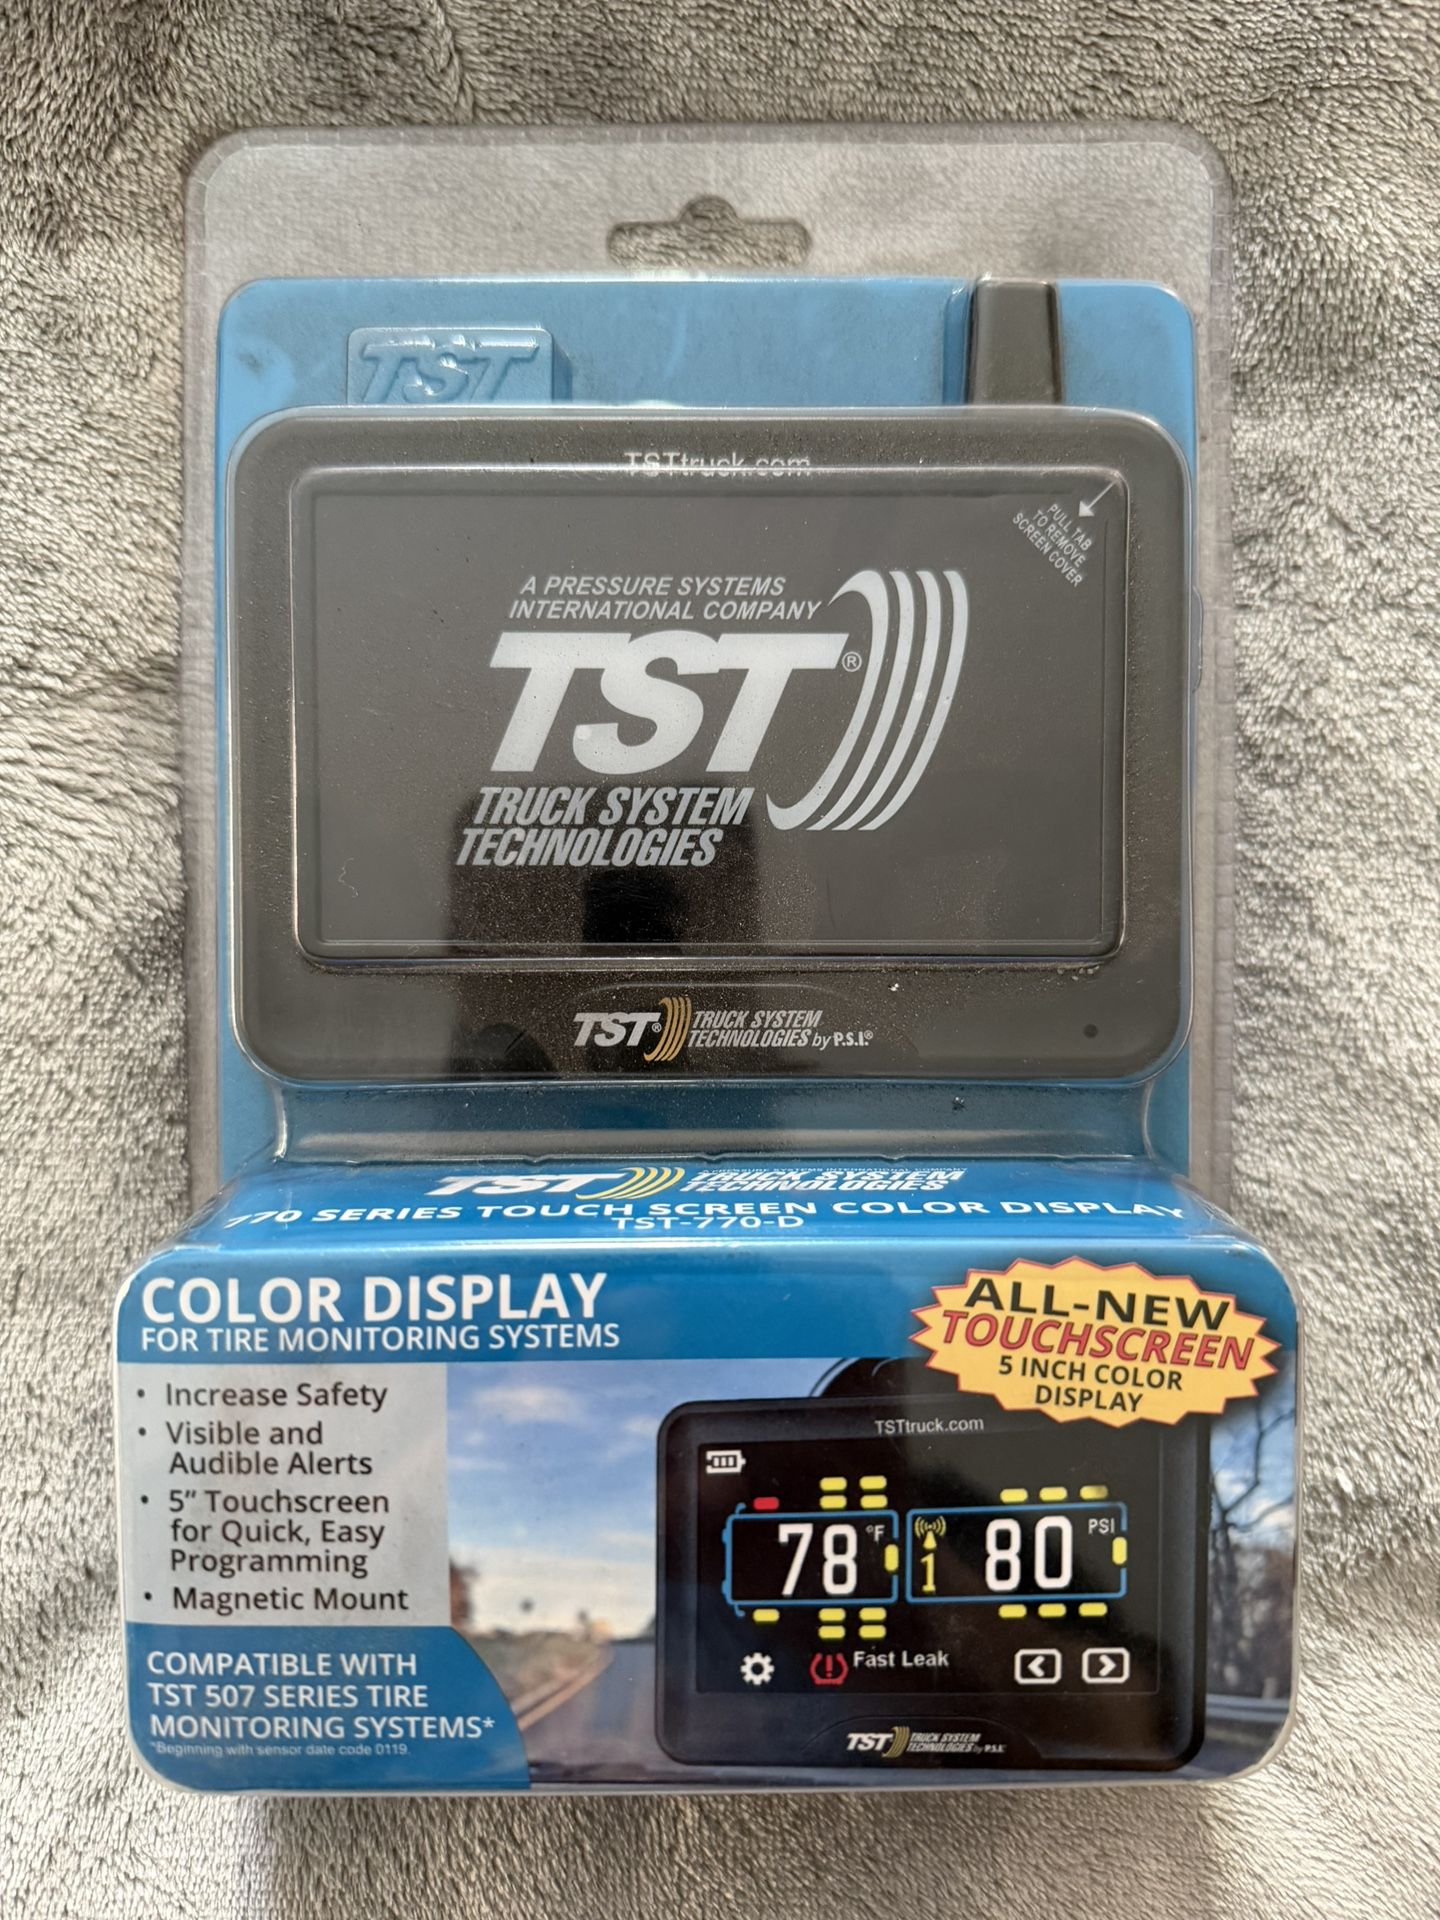 TST
TSTtruck.com
PULL TAB
TO REMOVE
SCREEN COVER
A PRESSURE SYSTEMS
INTERNATIONAL COMPANY
TST®
TRUCK SYSTEM
TECHNOLOGIES
TST® TRUCK SYSTEM
TECHNOLOGIES by P.S.I.®
A PRESSURE SYSTEMS INTERNATIONAL COMPANY
TST TRUCK SYSTEM
TECHNOLOGIES
770 SERIES TOUCH SCREEN COLOR DISPLAY
TST-770-D
COLOR DISPLAY
FOR TIRE MONITORING SYSTEMS
ALL-NEW
TOUCHSCREEN
5 INCH COLOR
DISPLAY
• Increase Safety
• Visible and
Audible Alerts
• 5" Touchscreen
for Quick, Easy
Programming
• Magnetic Mount
COMPATIBLE WITH
TST 507 SERIES TIRE
MONITORING SYSTEMS*
*Beginning with sensor date code 0119.
TSTtruck.com
78 °F 1 80 PSI
Fast Leak
TST TRUCK SYSTEM
TECHNOLOGIES by P.S.I.